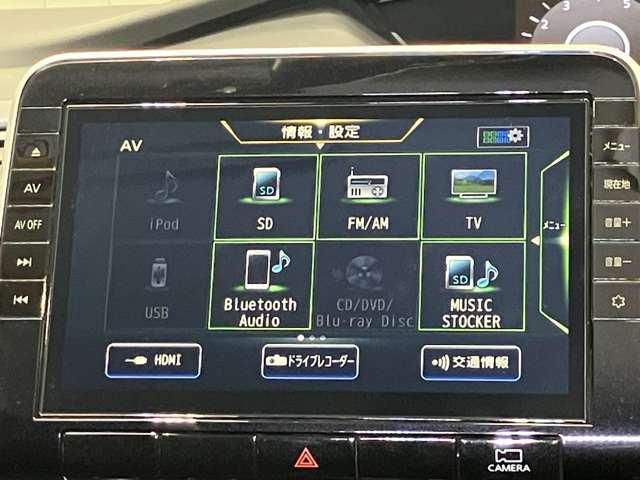 3
5
AV
情報・設定
メニュー
AV
現在地
iPod
SD
SD
FM/AM
TV
AV OFF
音量＋
メニュー
音量－
USB
Bluetooth
Audio
CD/DVD/
Blu-ray Disc
SD
MUSIC
STOCKER
HDMI
ドライブレコーダー
交通情報
CAMERA